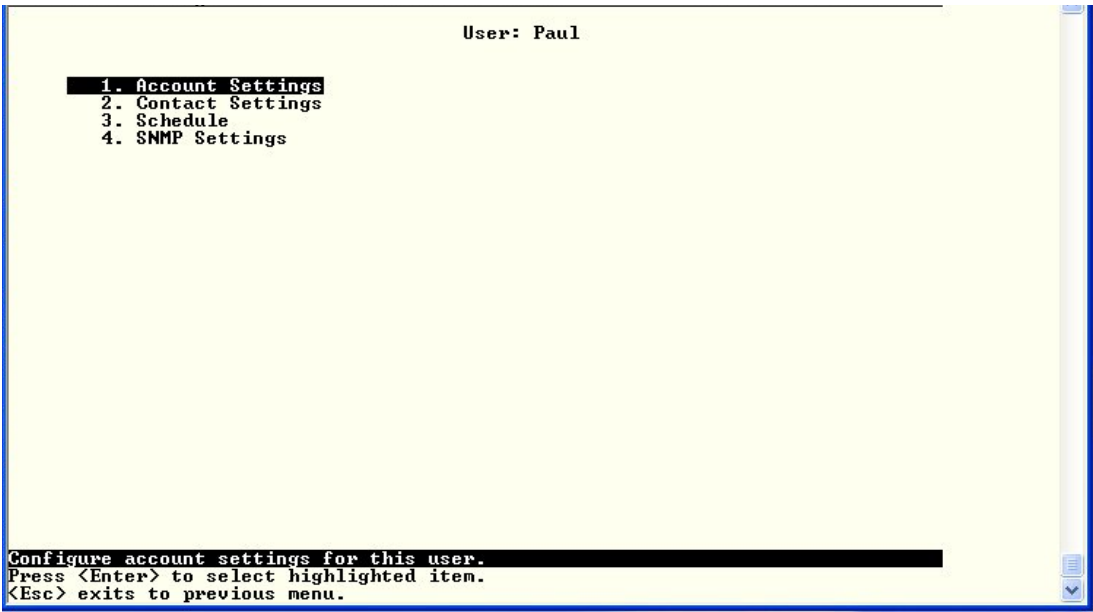 User: Paul
1. Account Settings
2. Contact Settings
3. Schedule
4. SNMP Settings
Configure account settings for this user.
Press <Enter> to select highlighted item.
<Esc> exits to previous menu.